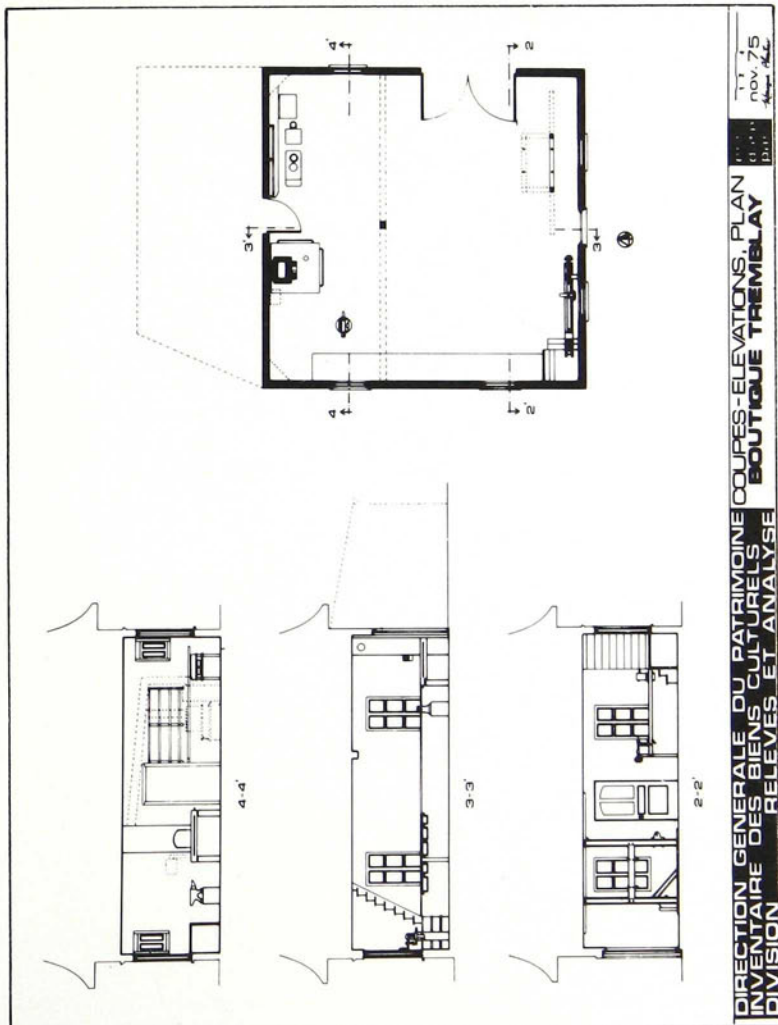 4'
2
3'
3
4
2'
4-4'
3-3'
2-2'
DIRECTION GENERALE DU PATRIMOINE
INVENTAIRE DES BIENS CULTURELS
DIVISION RELEVES ET ANALYSE
COUPES-ELEVATIONS, PLAN
BOUTIQUE TREMBLAY
nov. 75